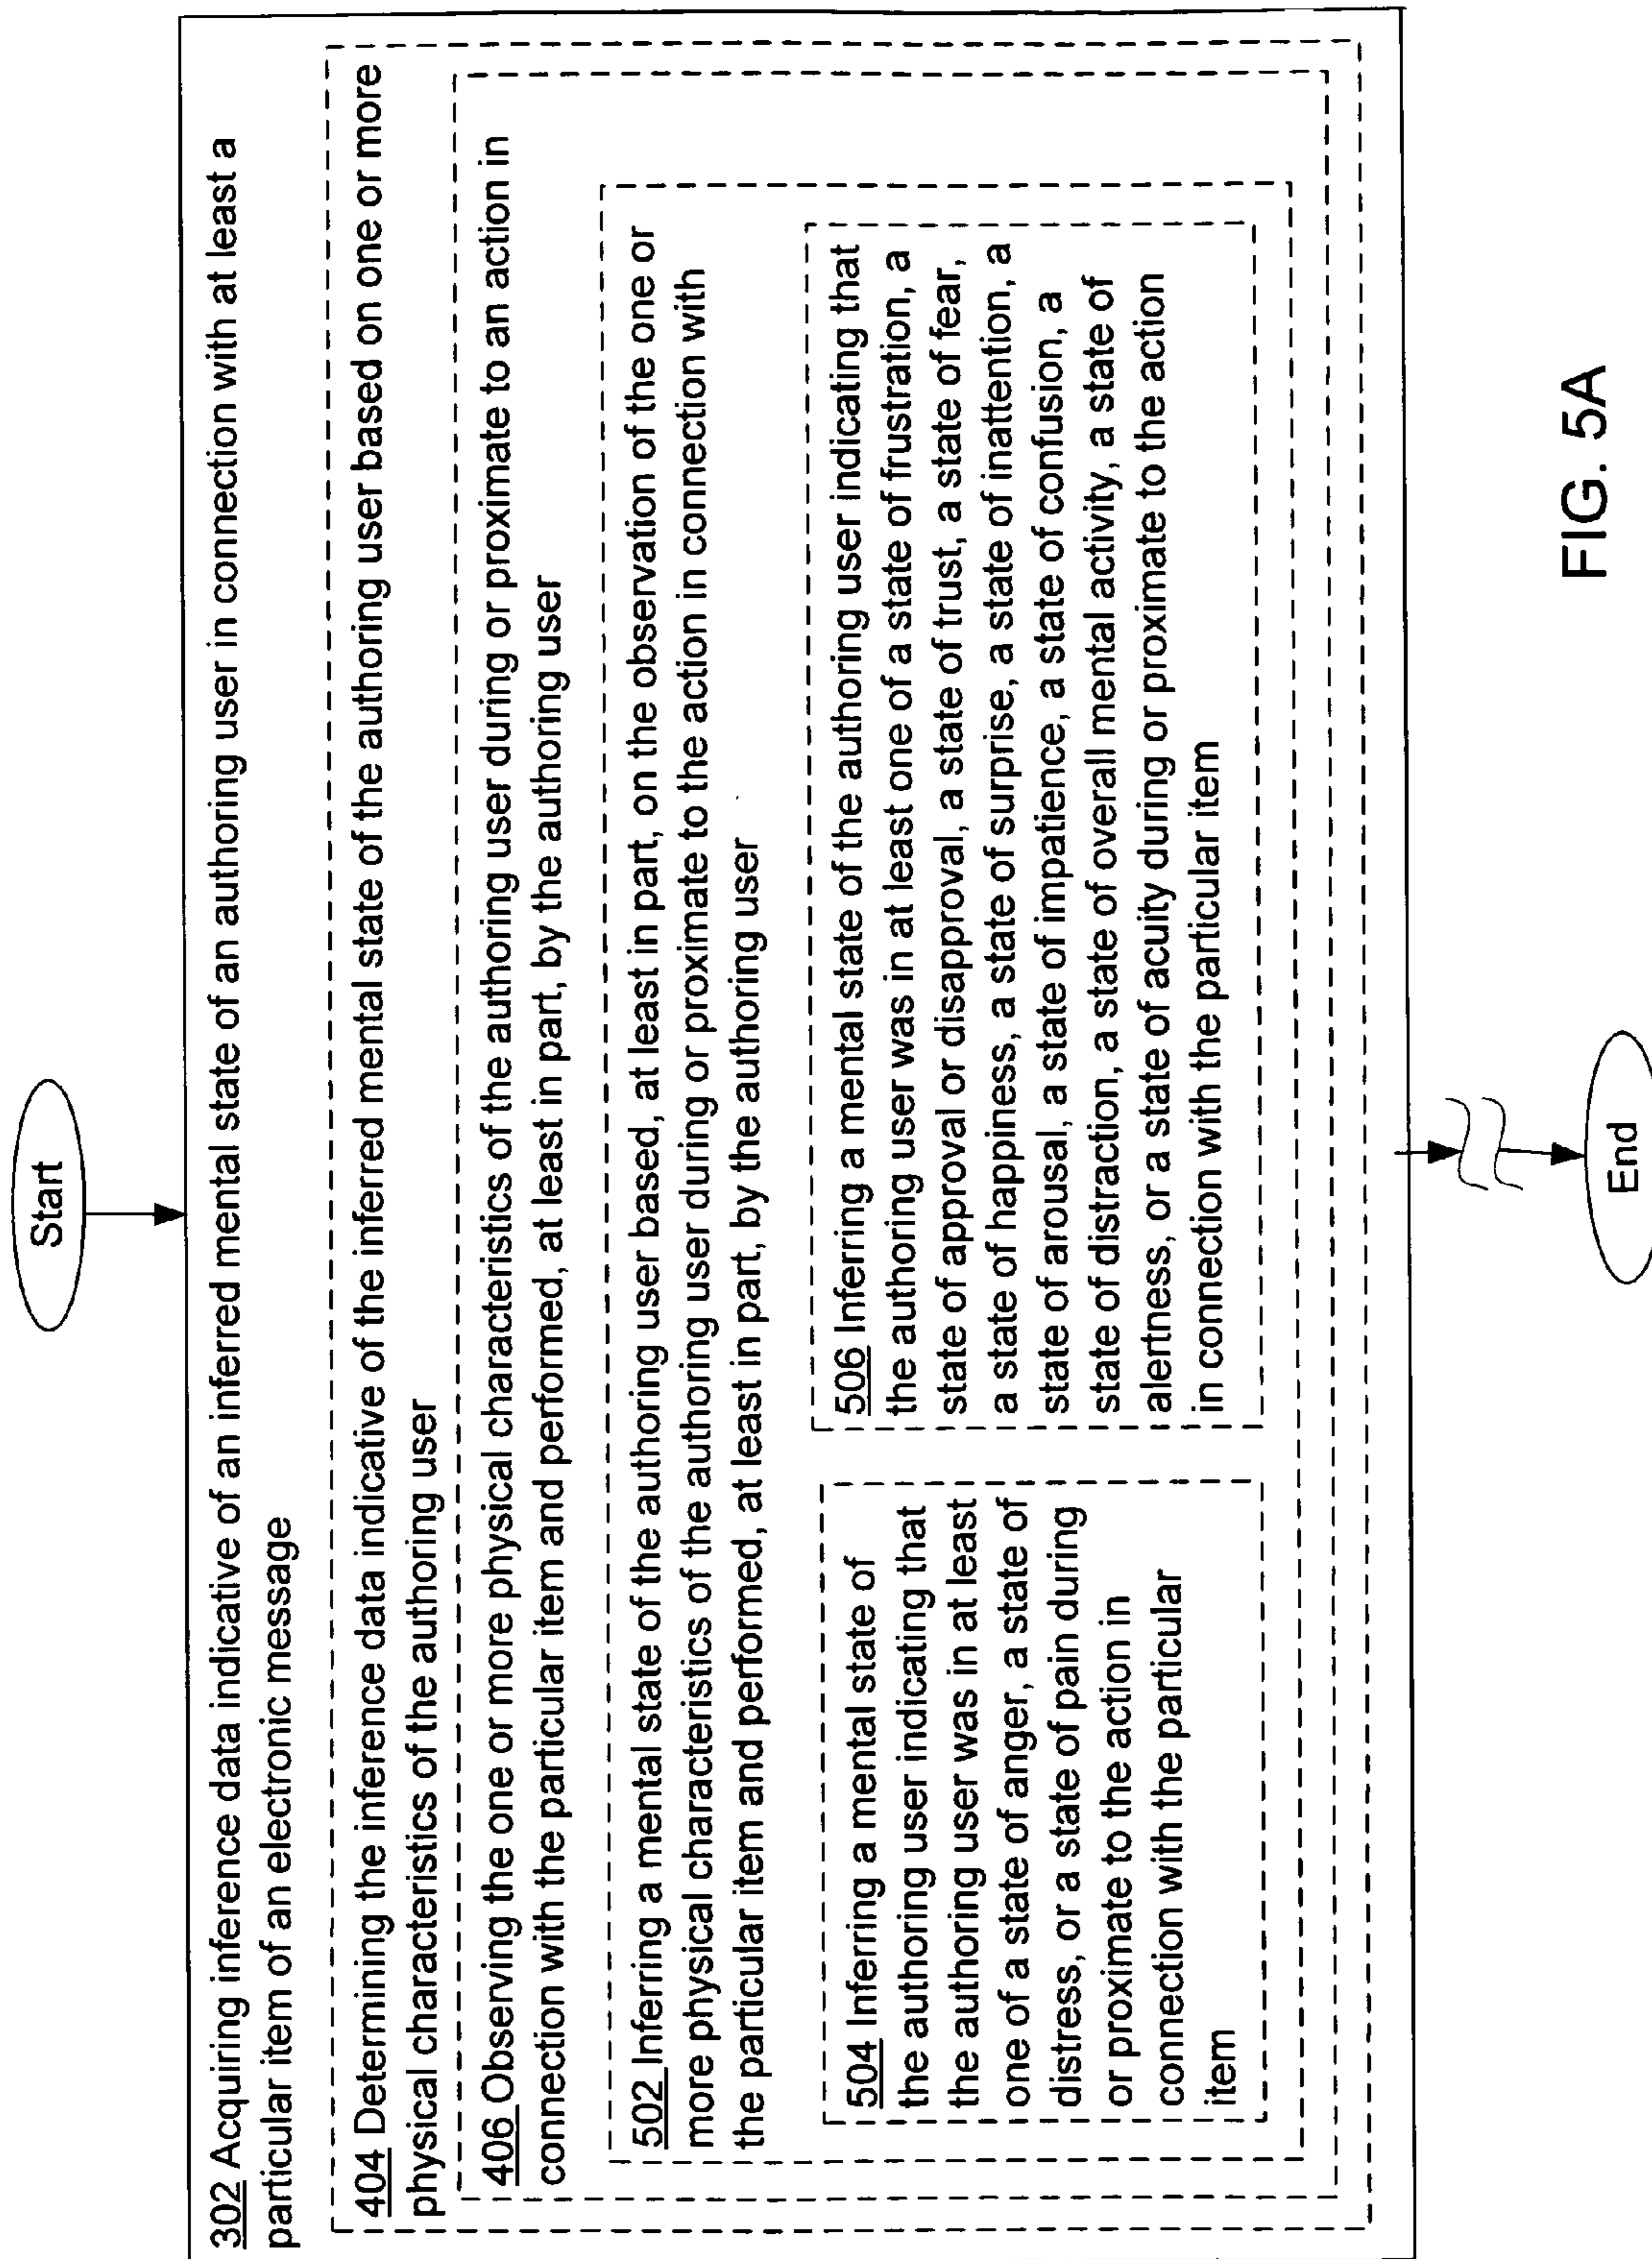 Start
302 Acquiring inference data indicative of an inferred mental state of an authoring user in connection with at least a
particular item of an electronic message
404 Determining the inference data indicative of the inferred mental state of the authoring user based on one or more
physical characteristics of the authoring user
406 Observing the one or more physical characteristics of the authoring user during or proximate to an action in
connection with the particular item and performed, at least in part, by the authoring user
502 Inferring a mental state of the authoring user based, at least in part, on the observation of the one or
more physical characteristics of the authoring user during or proximate to the action in connection with
the particular item and performed, at least in part, by the authoring user
504 Inferring a mental state of
the authoring user indicating that
the authoring user was in at least
one of a state of anger, a state of
distress, or a state of pain during
or proximate to the action in
connection with the particular
item
506 Inferring a mental state of the authoring user indicating that
the authoring user was in at least one of a state of frustration, a
state of approval or disapproval, a state of trust, a state of fear,
a state of happiness, a state of surprise, a state of inattention, a
state of arousal, a state of impatience, a state of confusion, a
state of distraction, a state of overall mental activity, a state of
alertness, or a state of acuity during or proximate to the action
in connection with the particular item
End
FIG. 5A